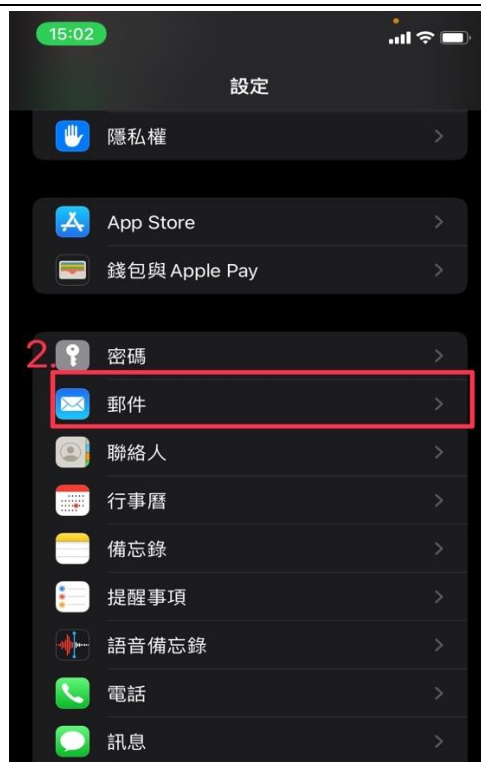 15:02
設定
隱私權
App Store
錢包與 Apple Pay
2.
密碼
郵件
聯絡人
行事曆
備忘錄
提醒事項
語音備忘錄
電話
訊息